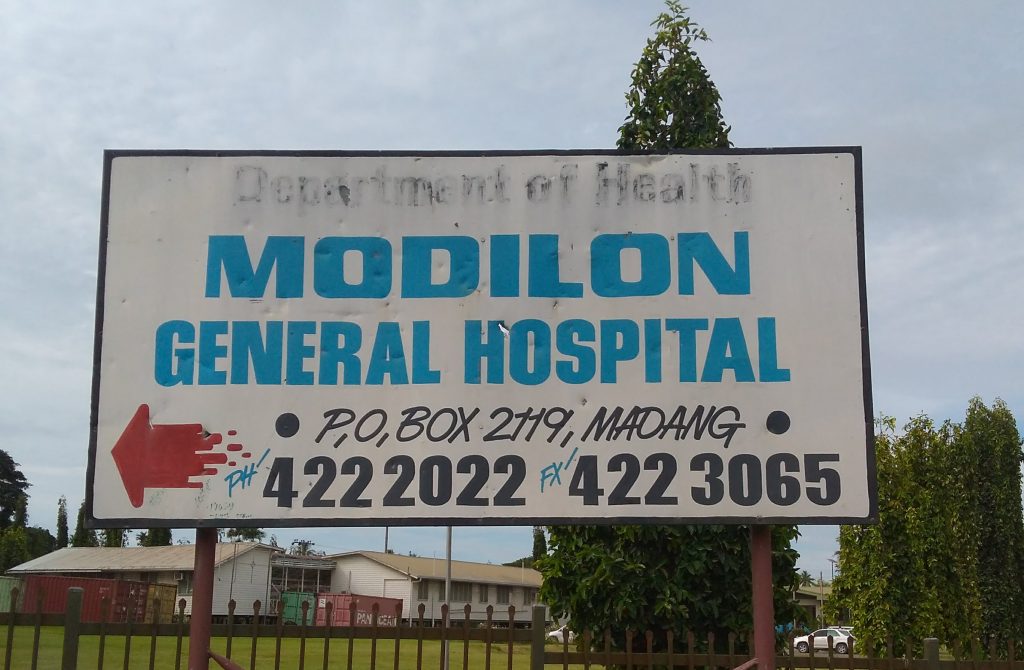 Department of Health
MODILON
GENERAL HOSPITAL
P,O, BOX 2119, MADANG
PH' 422 2022 FX' 422 3065